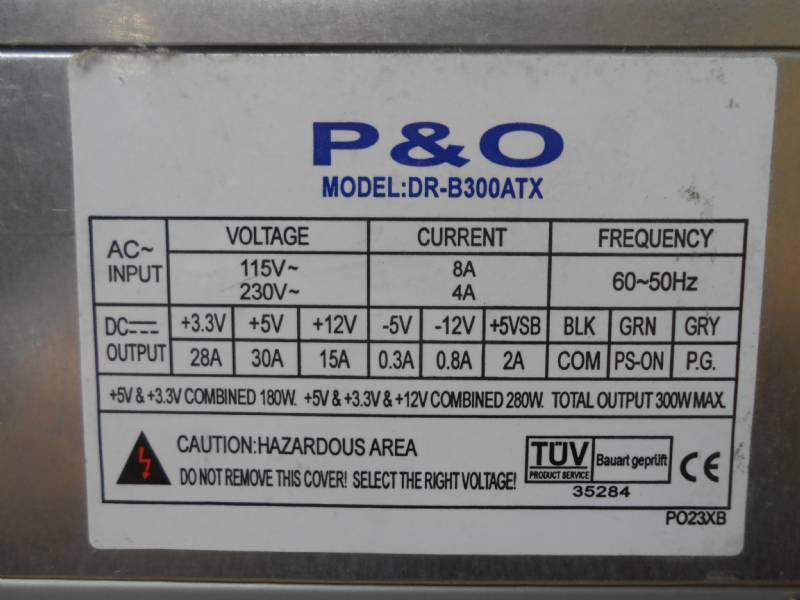 P&O
MODEL:DR-B300ATX
AC~ INPUT VOLTAGE CURRENT FREQUENCY
115V~ 8A 60~50Hz
230V~ 4A
DC OUTPUT +3.3V +5V +12V -5V -12V +5VSB BLK GRN GRY
28A 30A 15A 0.3A 0.8A 2A COM PS-ON P.G.
+5V & +3.3V COMBINED 180W. +5V & +3.3V & +12V COMBINED 280W. TOTAL OUTPUT 300W MAX.
CAUTION:HAZARDOUS AREA
DO NOT REMOVE THIS COVER! SELECT THE RIGHT VOLTAGE!
TÜV Bauart geprüft CE
PRODUCT SERVICE
35284
PO23XB